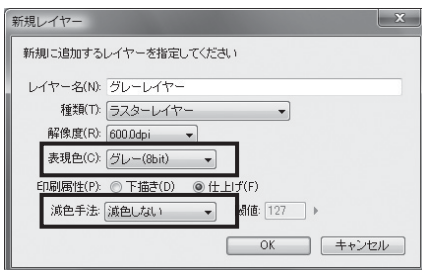 新規レイヤー
新規に追加するレイヤーを指定してください
レイヤー名(N): グレーレイヤー
種類(T): ラスターレイヤー
解像度(R): 600.0dpi
表現色(C): グレー(8bit)
印刷属性(P): 下描き(D) 仕上げ(F)
減色手法: 減色しない 閾値: 127
OK キャンセル